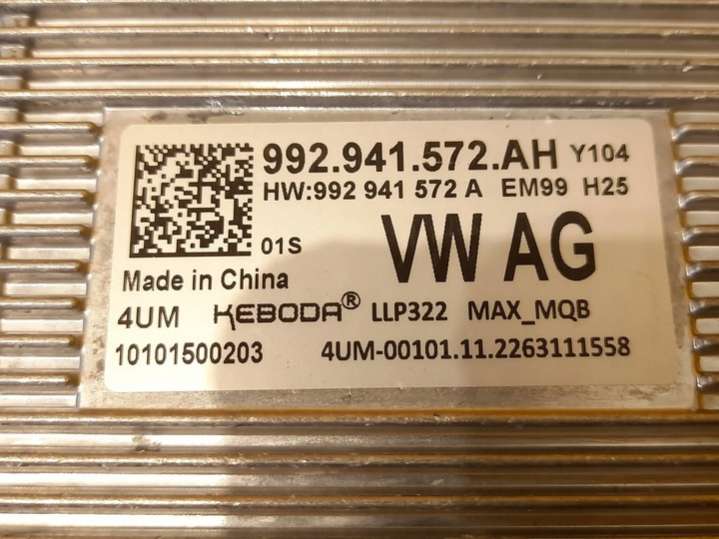 992.941.572.AH Y104
HW:992 941 572 A EM99 H25
01S VW AG
Made in China
4UM KEBODA® LLP322 MAX_MQB
10101500203 4UM-00101.11.2263111558